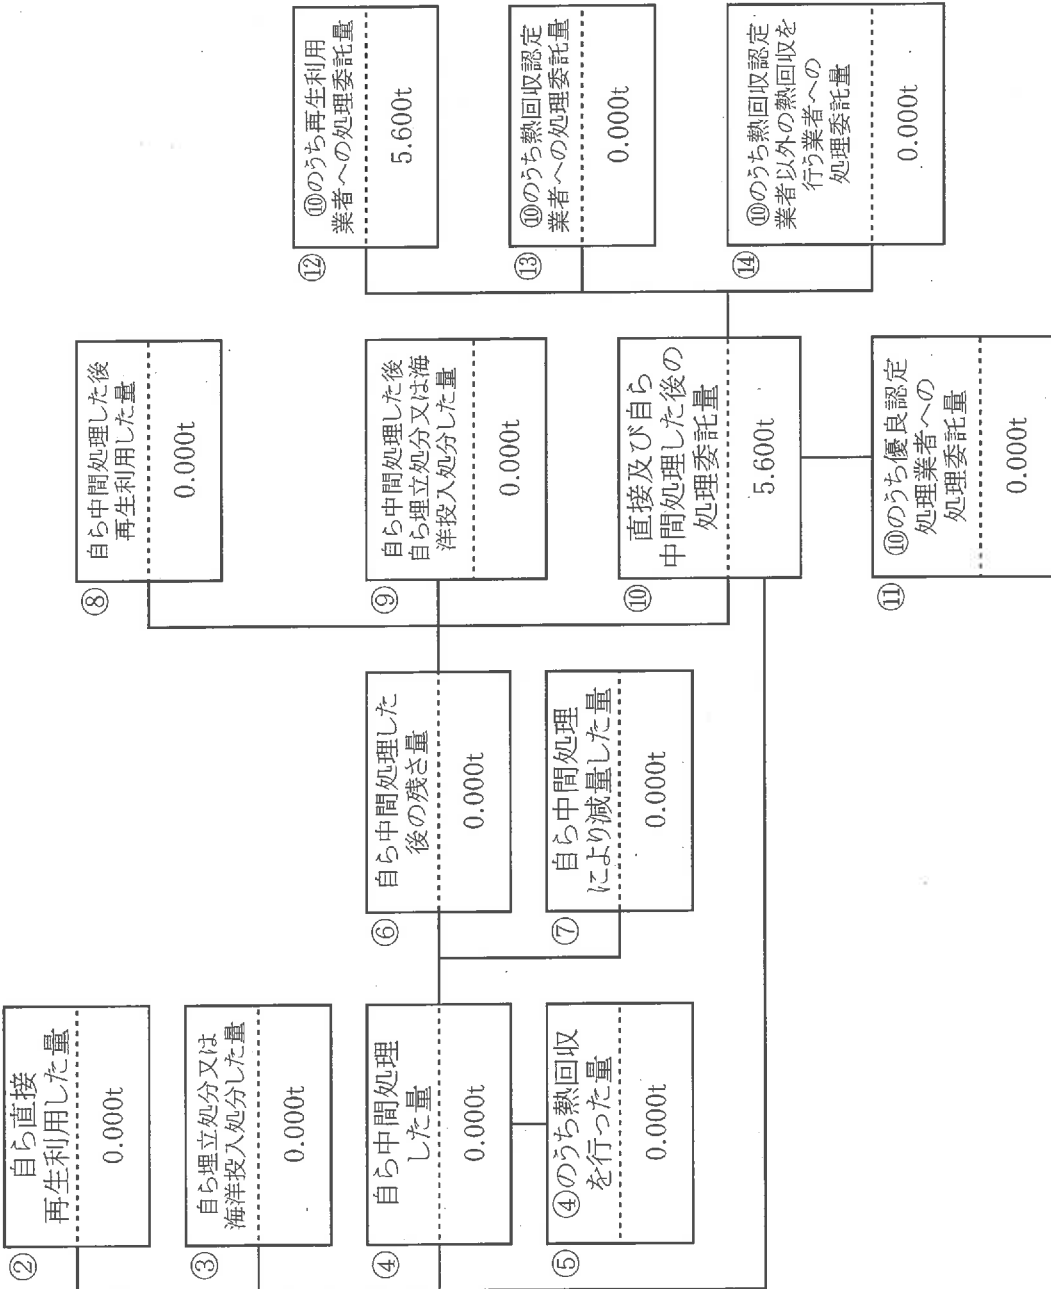 ②
自ら直接
再生利用した量
0.000t
③
自ら埋立処分又は
海洋投入処分した量
0.000t
④
自ら中間処理
した量
0.000t
⑤
④のうち熱回収
を行った量
0.000t
⑥
自ら中間処理した
後の残さ量
0.000t
⑦
自ら中間処理
により減量した量
0.000t
⑧
自ら中間処理した後
再生利用した量
0.000t
⑨
自ら中間処理した後
自ら埋立処分又は海
洋投入処分した量
0.000t
⑩
直接及び自ら
中間処理した後の
処理委託量
5.600t
⑪
⑩のうち優良認定
処理業者への
処理委託量
0.000t
⑫
⑩のうち再生利用
業者への処理委託量
5.600t
⑬
⑩のうち熱回収認定
業者への処理委託量
0.000t
⑭
⑩のうち熱回収認定
業者以外の熱回収を
行う業者への
処理委託量
0.000t